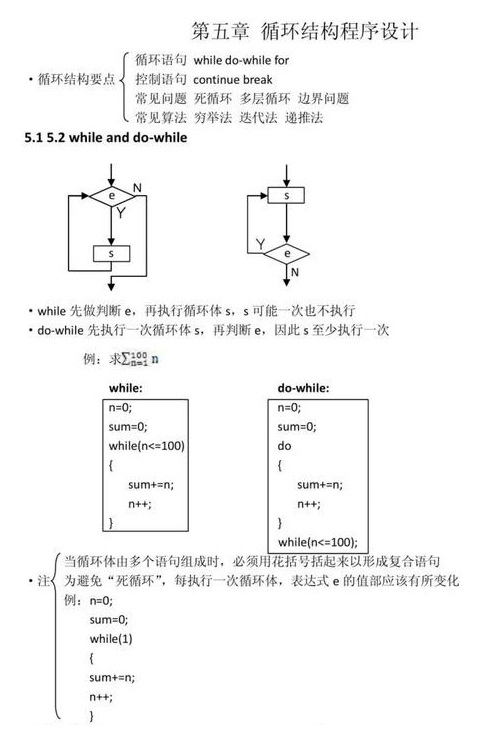 第五章 循环结构程序设计
循环语句 while do-while for
·循环结构要点 控制语句 continue break
常见问题 死循环 多层循环 边界问题
常见算法 穷举法 迭代法 递推法
5.1 5.2 while and do-while
e
N
Y
s
s
Y
e
N
·while 先做判断 e，再执行循环体 s，s 可能一次也不执行
·do-while 先执行一次循环体 s，再判断 e，因此 s 至少执行一次
例：求∑100 n=1 n
while:
n=0;
sum=0;
while(n<=100)
{
sum+=n;
n++;
}
do-while:
n=0;
sum=0;
do
{
sum+=n;
n++;
}
while(n<=100);
当循环体由多个语句组成时，必须用花括号括起来以形成复合语句
·注 为避免“死循环”，每执行一次循环体，表达式 e 的值部应该有所变化
例：n=0;
sum=0;
while(1)
{
sum+=n;
n++;
}